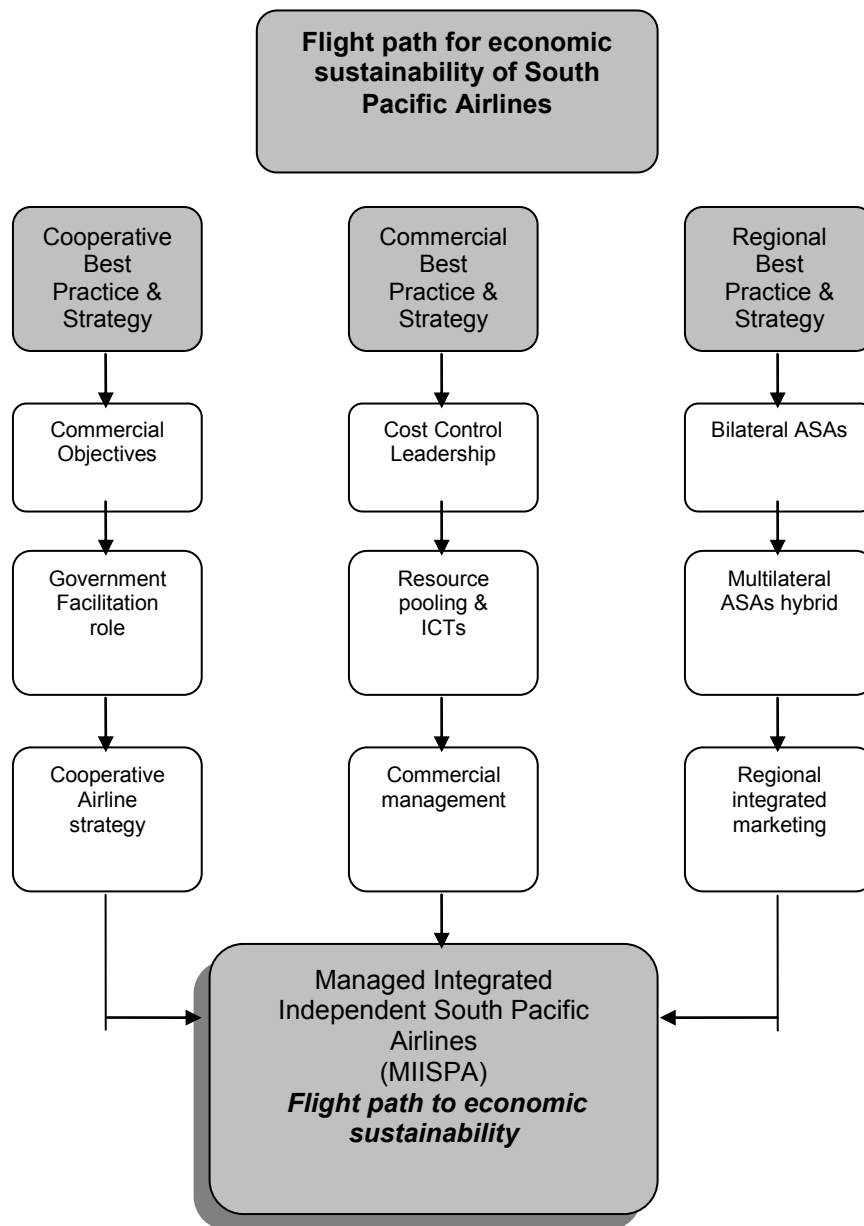 Flight path for economic
sustainability of South
Pacific Airlines
Cooperative
Best
Practice &
Strategy
Commercial
Best
Practice &
Strategy
Regional
Best
Practice &
Strategy
Commercial
Objectives
Cost Control
Leadership
Bilateral ASAs
Government
Facilitation
role
Resource
pooling &
ICTs
Multilateral
ASAs hybrid
Cooperative
Airline
strategy
Commercial
management
Regional
integrated
marketing
Managed Integrated
Independent South Pacific
Airlines
(MIISPA)
Flight path to economic
sustainability